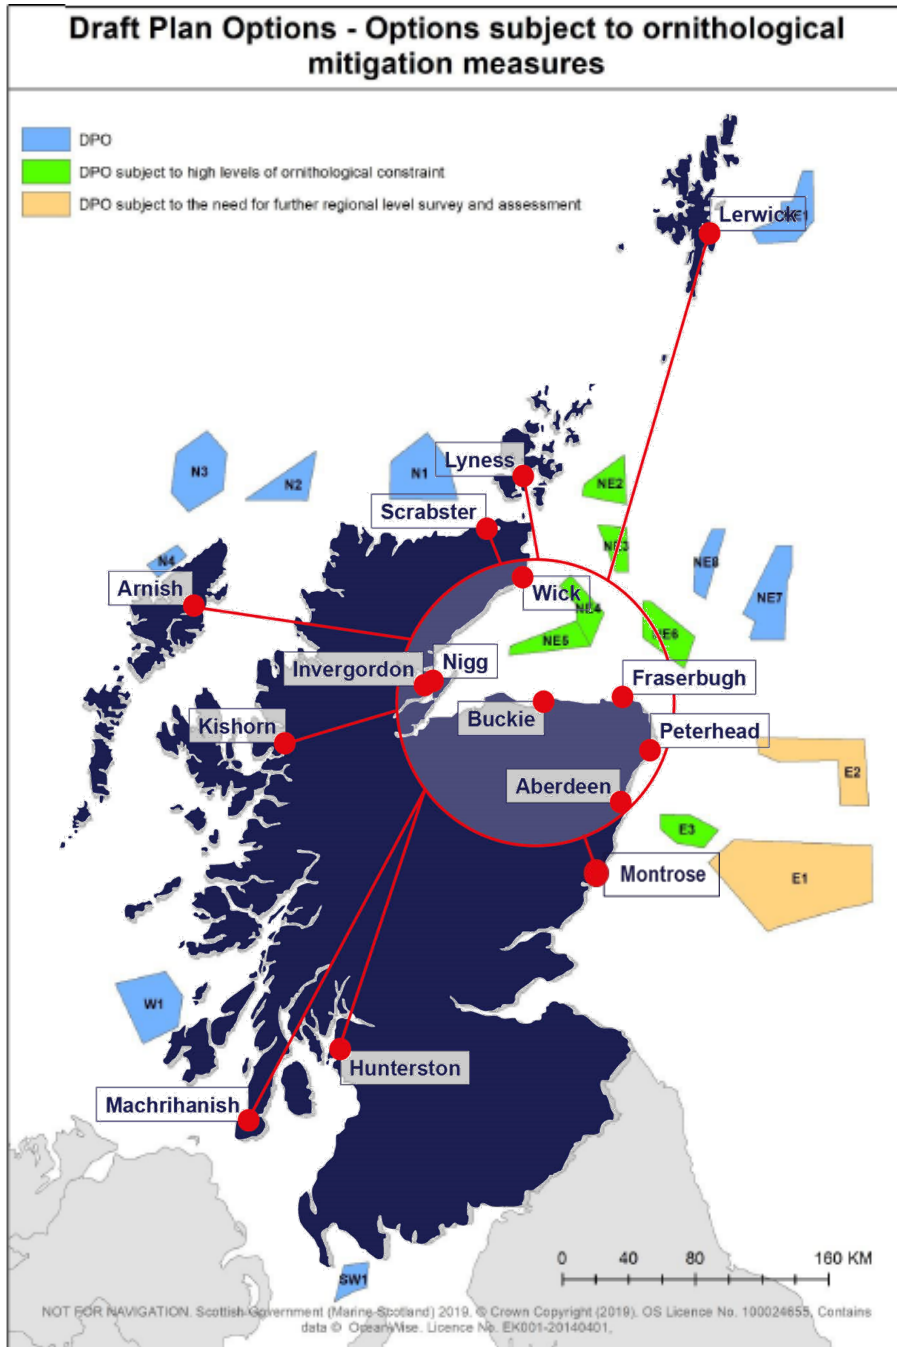 Draft Plan Options - Options subject to ornithological
mitigation measures
DPO
DPO subject to high levels of ornithological constraint
DPO subject to the need for further regional level survey and assessment
Lerwick
N3
N2
N1
Lyness
NE2
Scrabster
NE3
N4
NE8
Arnish
Wick
NE7
NE4
NE5
NE6
Nigg
Invergordon
Fraserbugh
Kishorn
Buckie
Peterhead
E2
Aberdeen
E3
Montrose
E1
W1
Hunterston
Machrihanish
0 40 80 160 KM
SW1
NOT FOR NAVIGATION. Scottish Government (Marine Scotland) 2019. © Crown Copyright (2019). OS Licence No. 100024655, Contains
data © OceanWise. Licence No. EK001-20140401.